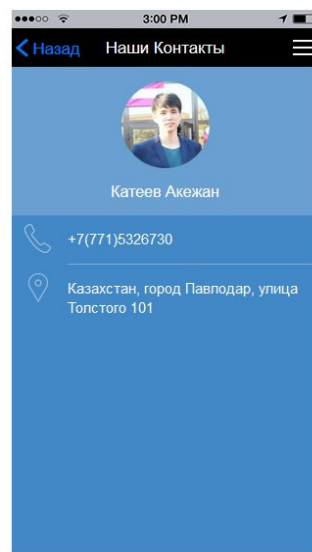 3:00 PM
Назад Наши Контакты
Катеев Акежан
+7(771)5326730
Казахстан, город Павлодар, улица
Толстого 101